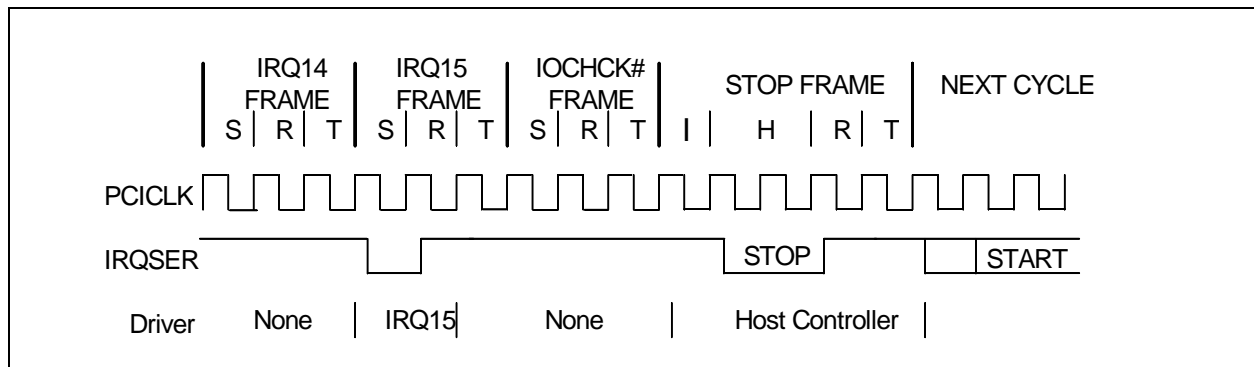 IRQ14 FRAME
IRQ15 FRAME
IOCHCK# FRAME
STOP FRAME
NEXT CYCLE
S R T S R T S R T I H R T
PCICLK
IRQSER STOP START
Driver None IRQ15 None Host Controller